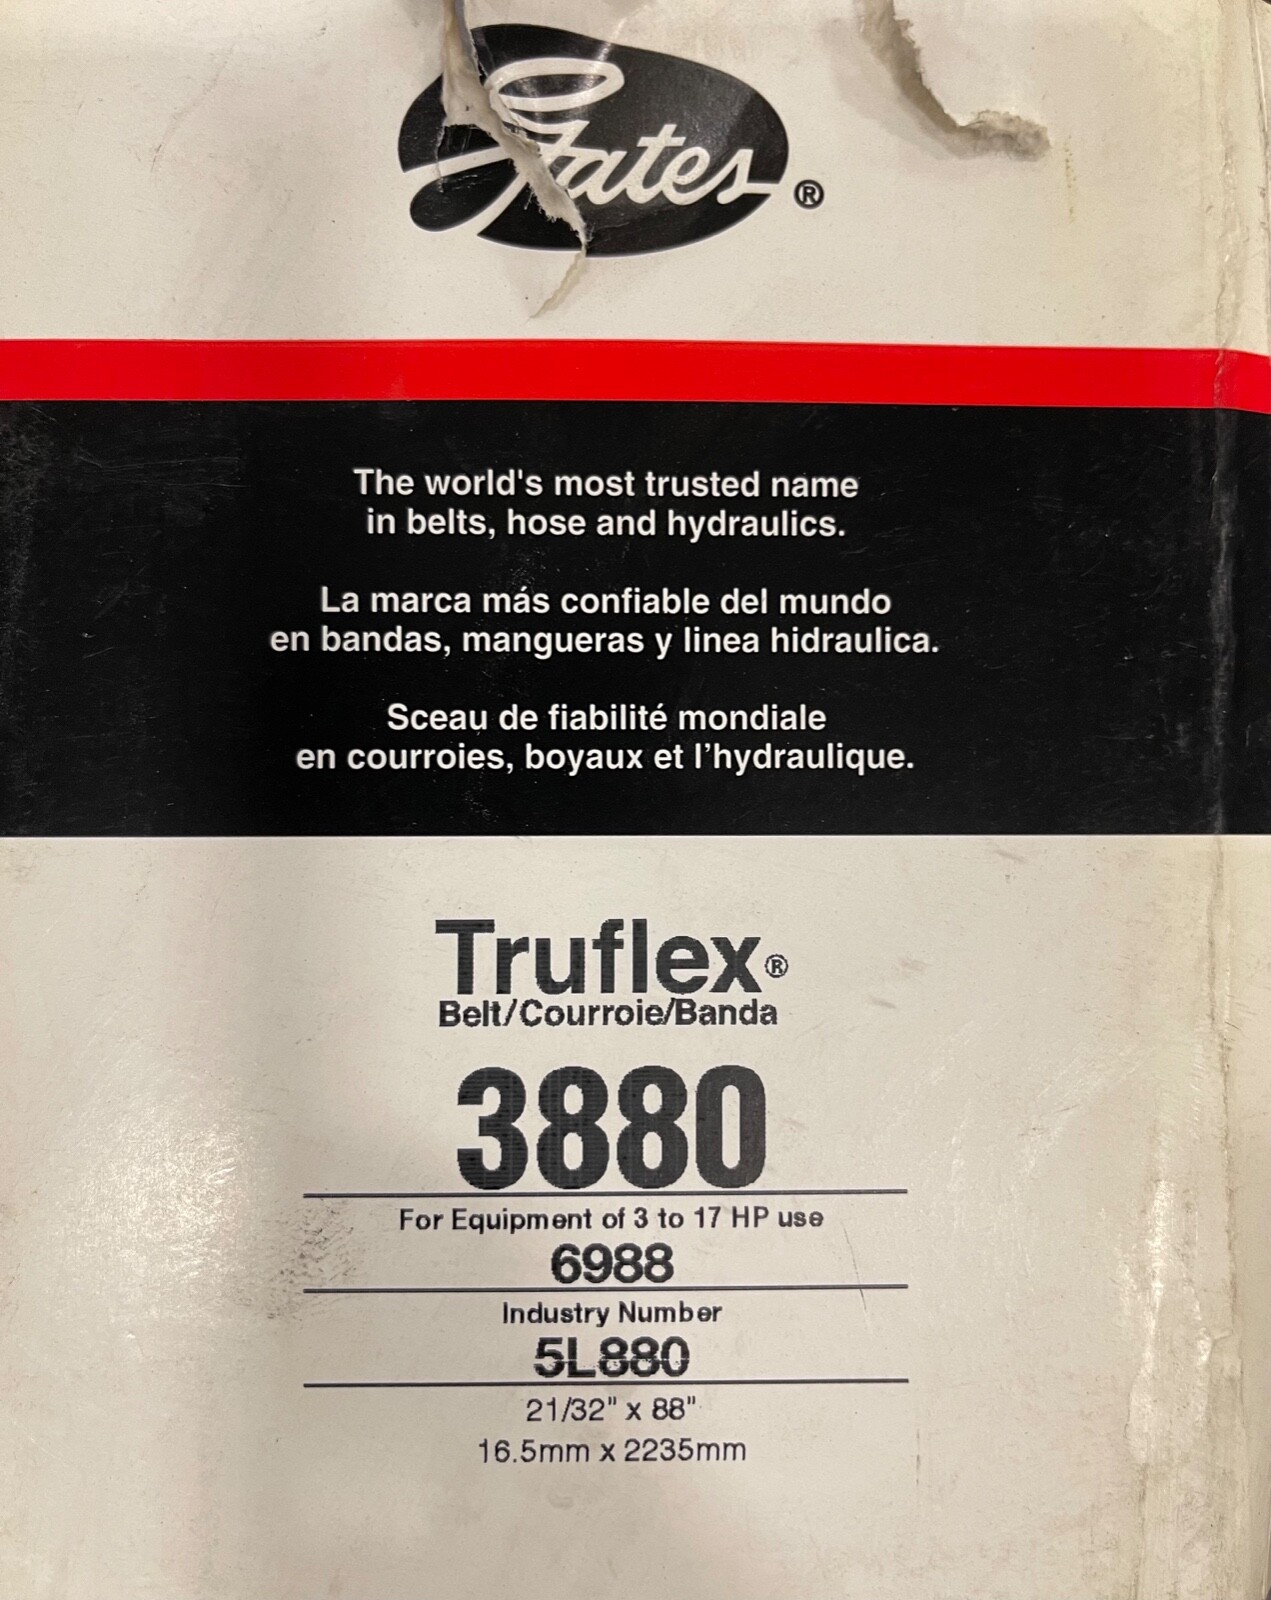 Gates®
The world's most trusted name
in belts, hose and hydraulics.
La marca más confiable del mundo
en bandas, mangueras y linea hidraulica.
Sceau de fiabilité mondiale
en courroies, boyaux et l’hydraulique.
Truflex®
Belt/Courroie/Banda
3880
For Equipment of 3 to 17 HP use
6988
Industry Number
5L880
21/32" x 88"
16.5mm x 2235mm